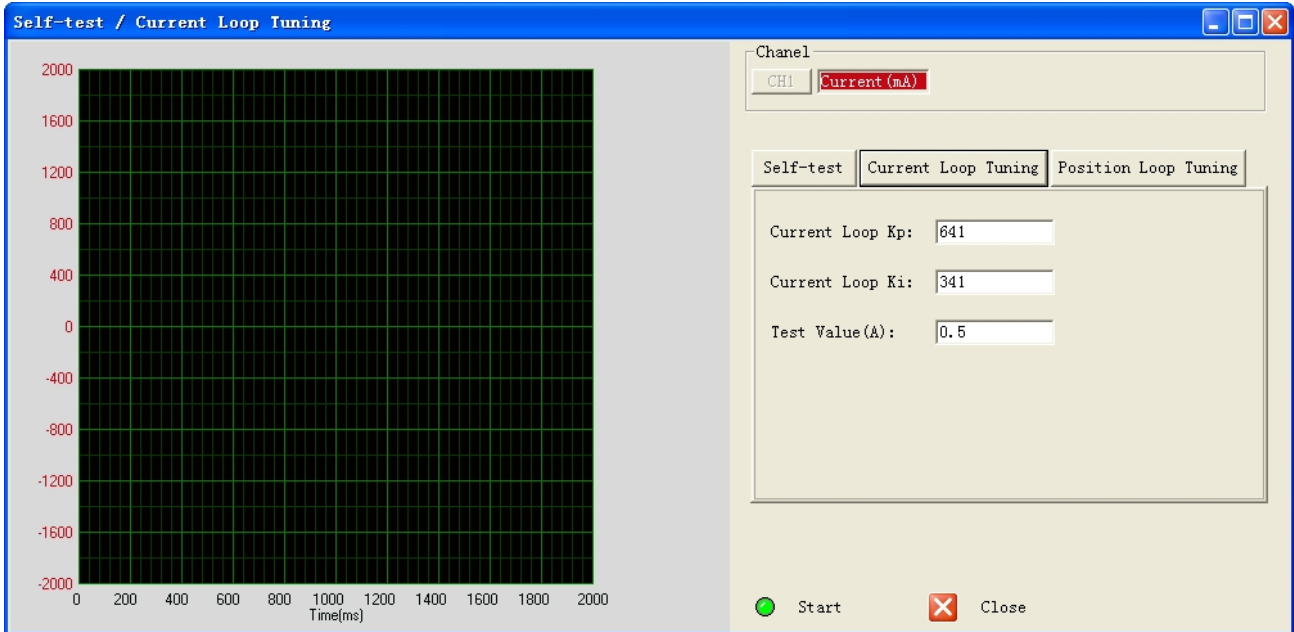 Self-test / Current Loop Tuning
Chanel
CH1 Current(mA)
2000
1600
1200
800
400
0
-400
-800
-1200
-1600
-2000
0 200 400 600 800 1000 1200 1400 1600 1800 2000
Time(ms)
Self-test Current Loop Tuning Position Loop Tuning
Current Loop Kp: 641
Current Loop Ki: 341
Test Value(A): 0.5
Start Close